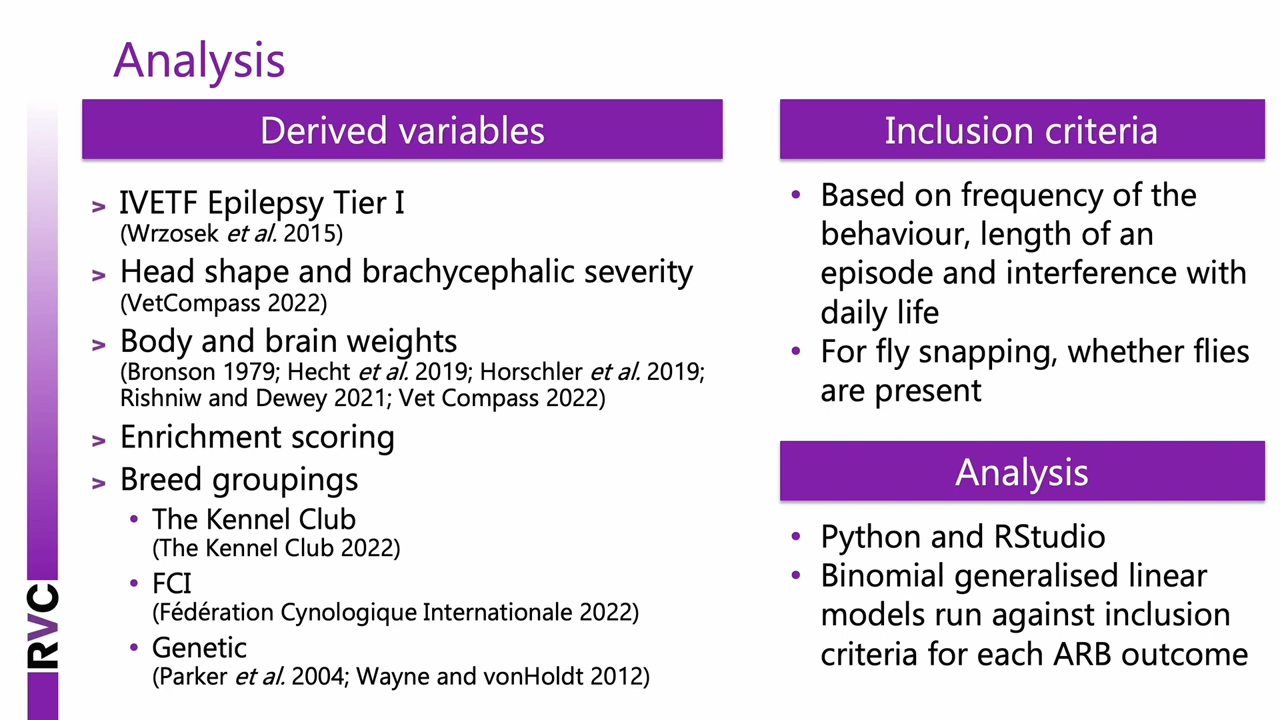 Analysis
Derived variables
> IVETF Epilepsy Tier I
(Wrzosek et al. 2015)
> Head shape and brachycephalic severity
(VetCompass 2022)
> Body and brain weights
(Bronson 1979; Hecht et al. 2019; Horschler et al. 2019;
Rishniw and Dewey 2021; Vet Compass 2022)
> Enrichment scoring
> Breed groupings
• The Kennel Club
(The Kennel Club 2022)
• FCI
(Fédération Cynologique Internationale 2022)
• Genetic
(Parker et al. 2004; Wayne and vonHoldt 2012)
Inclusion criteria
• Based on frequency of the
behaviour, length of an
episode and interference with
daily life
• For fly snapping, whether flies
are present
Analysis
• Python and RStudio
• Binomial generalised linear
models run against inclusion
criteria for each ARB outcome
RVC